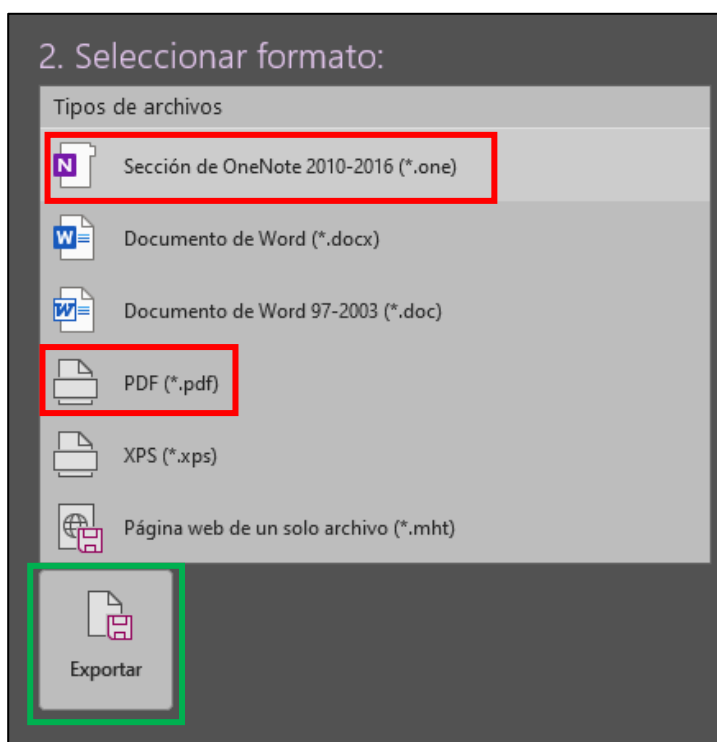 2. Seleccionar formato:
Tipos de archivos
N
Sección de OneNote 2010-2016 (*.one)
W
Documento de Word (*.docx)
W
Documento de Word 97-2003 (*.doc)
PDF (*.pdf)
XPS (*.xps)
Página web de un solo archivo (*.mht)
Exportar